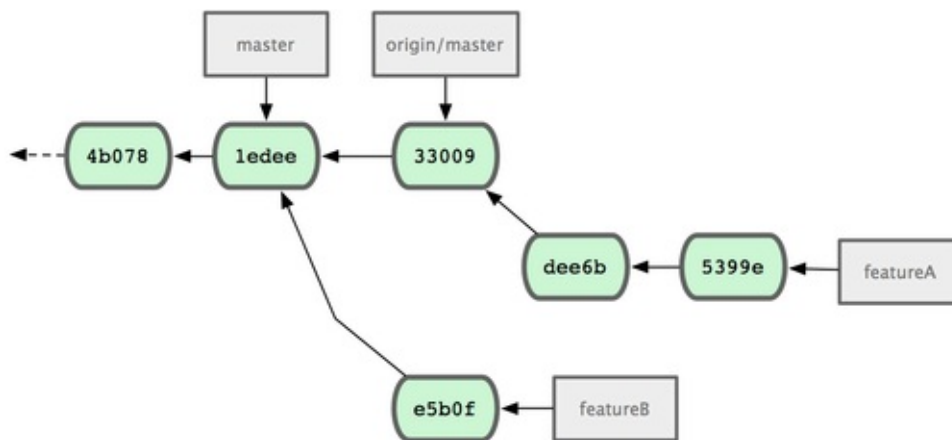 master
origin/master
4b078
1edee
33009
dee6b
5399e
featureA
e5b0f
featureB